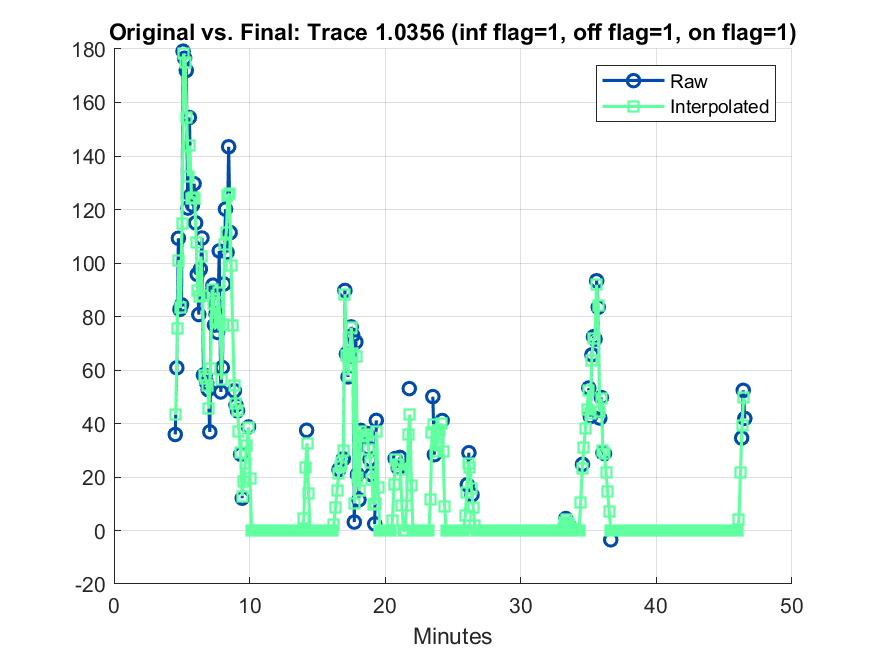 Original vs. Final: Trace 1.0356 (inf flag=1, off flag=1, on flag=1)
180
160
140
120
100
80
60
40
20
0
-20
Raw
Interpolated
0 10 20 30 40 50
Minutes